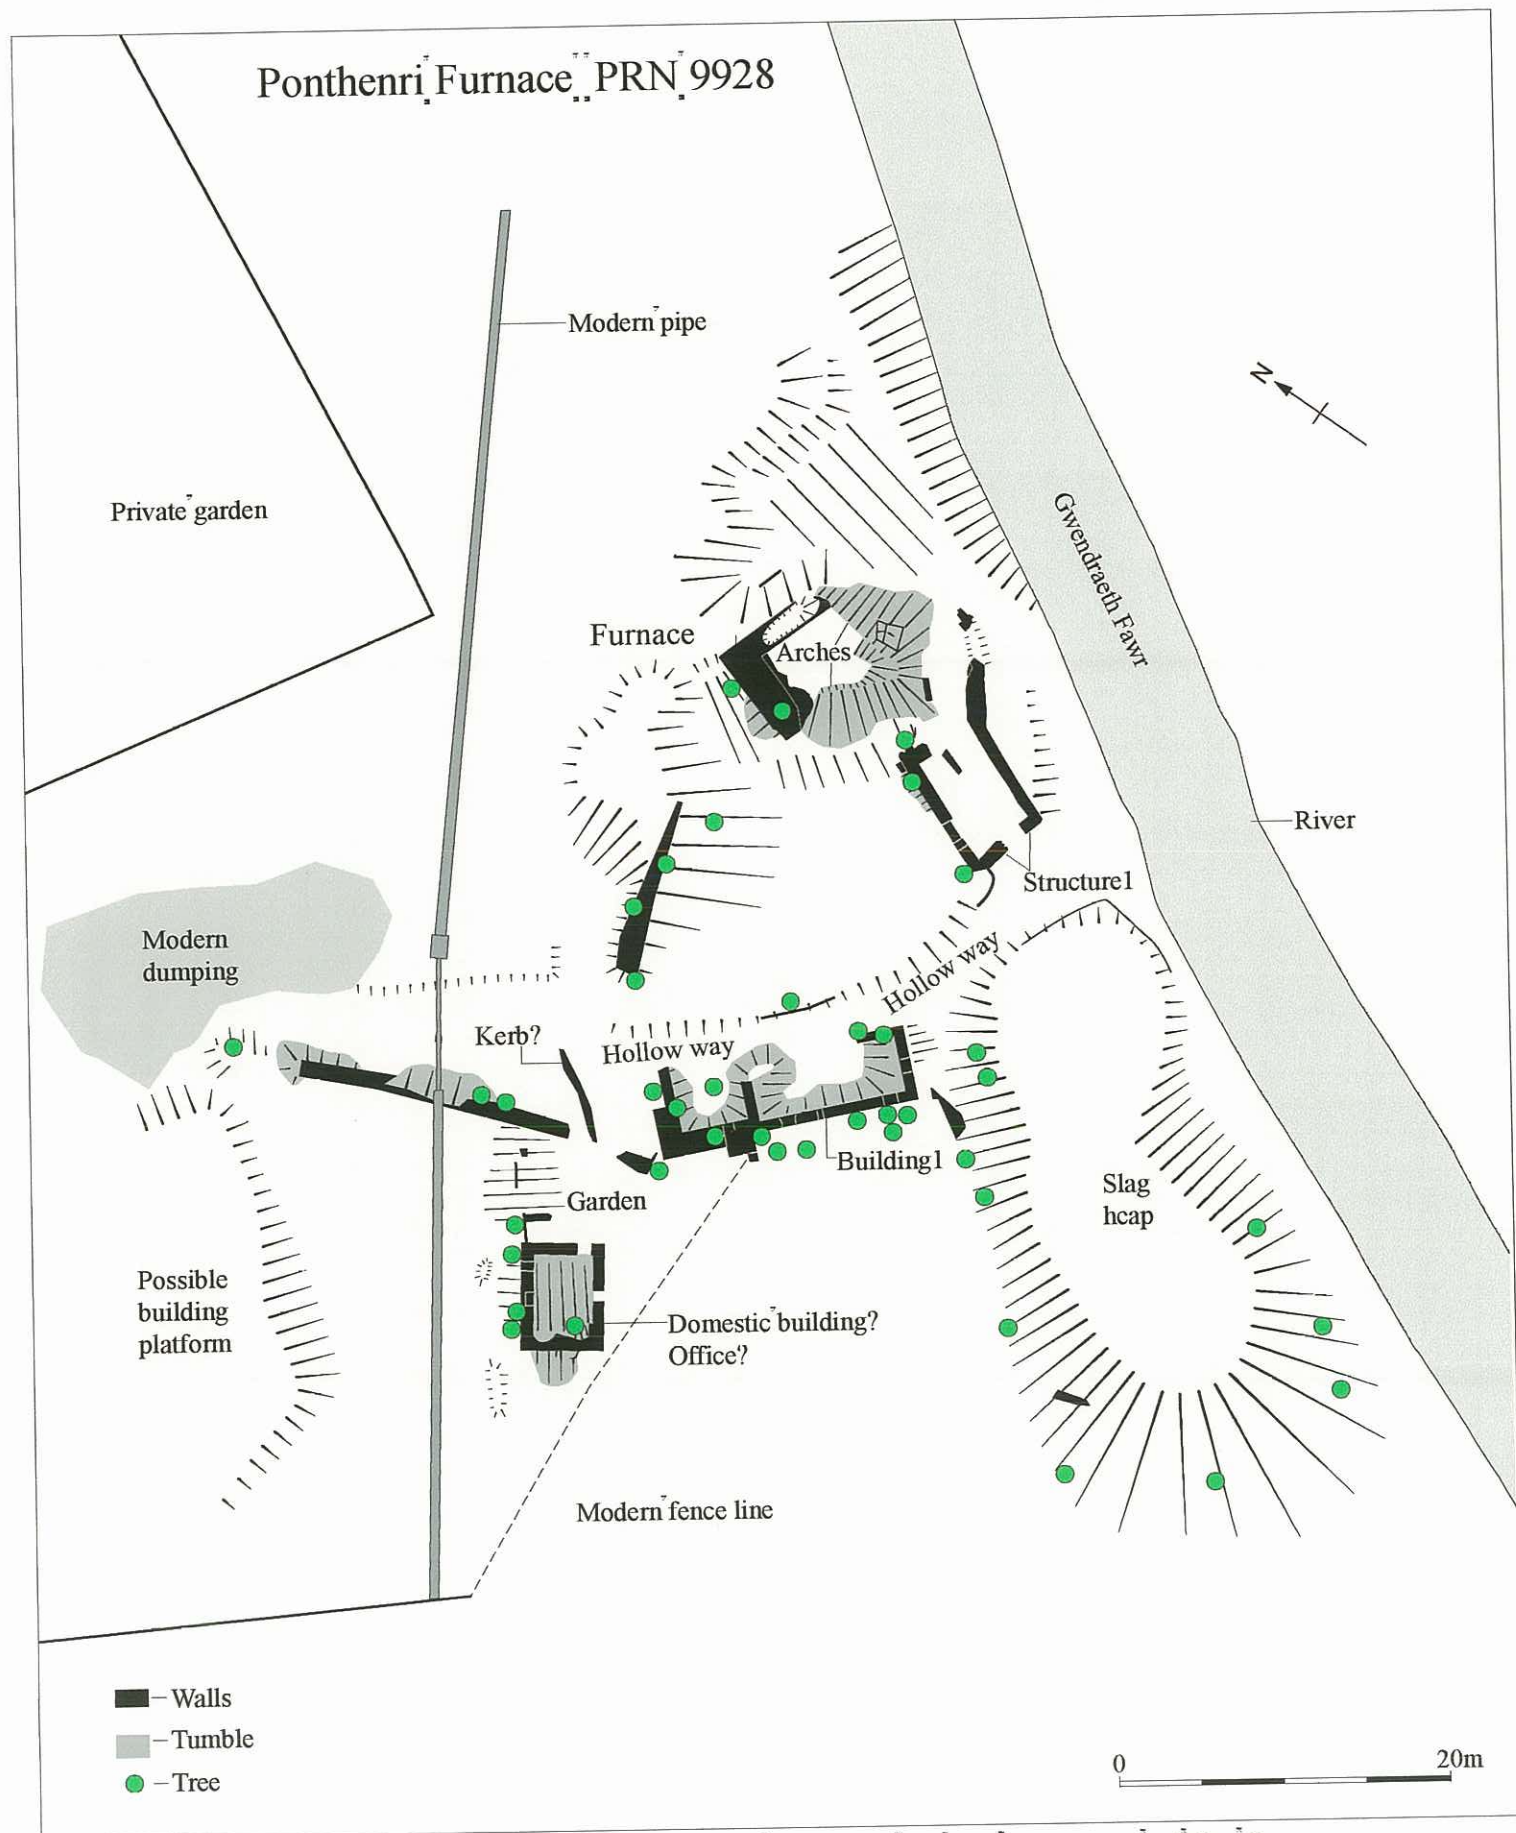 Ponthenri Furnace PRN 9928
Modern pipe
N
Private garden
Gwendraeth Fawr
Furnace
Arches
River
Structure1
Modern
dumping
Hollow way
Kerb?
Hollow way
Building1
Slag
heap
Garden
Possible
building
platform
Domestic building?
Office?
Modern fence line
Walls
Tumble
Tree
0
20m